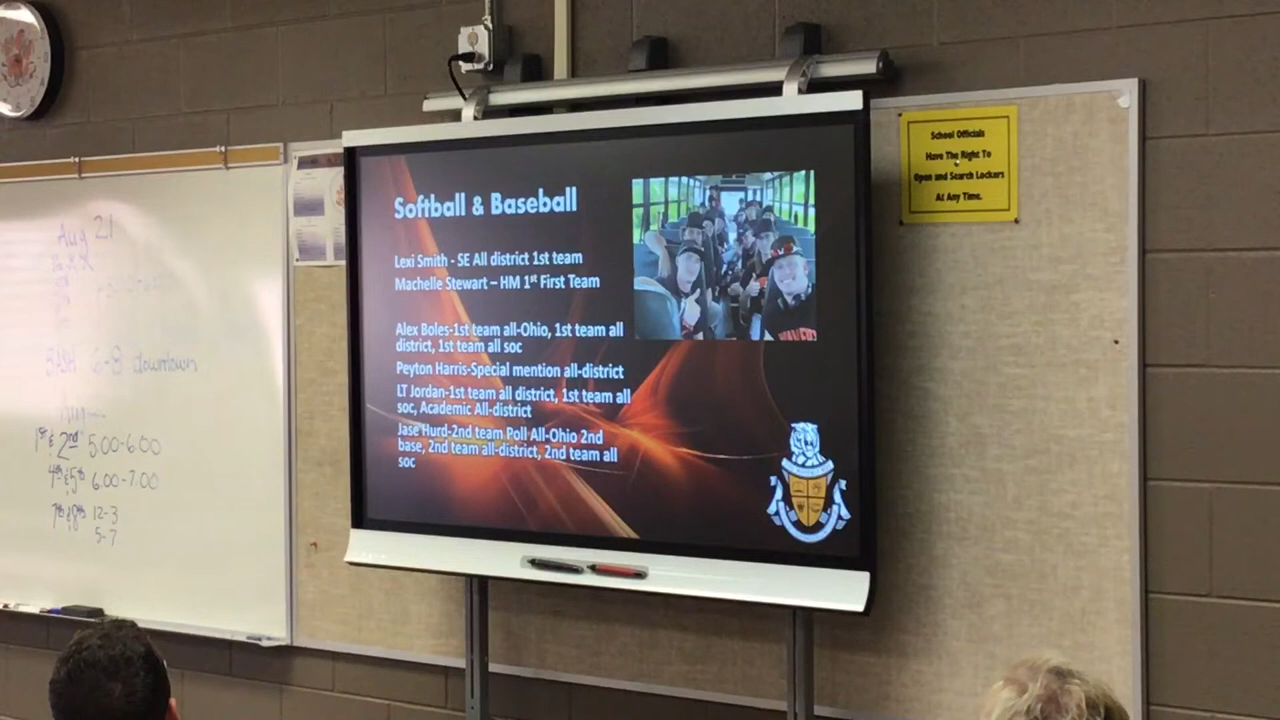 Softball & Baseball
Lexi Smith - SE All district 1st team
Machelle Stewart – HM 1st First Team
Alex Boles-1st team all-Ohio, 1st team all
district, 1st team all soc
Peyton Harris-Special mention all-district
LT Jordan-1st team all district, 1st team all
soc, Academic All-district
Jase Hurd-2nd team Poll All-Ohio 2nd
base, 2nd team all-district, 2nd team all
soc
School Officials
Have The Right To
Open and Search Lockers
At Any Time.
Aug 21
6-8 downtown
1st & 2nd 5:00-6:00
4th & 5th 6:00-7:00
7th & 8th 12-3
5-7